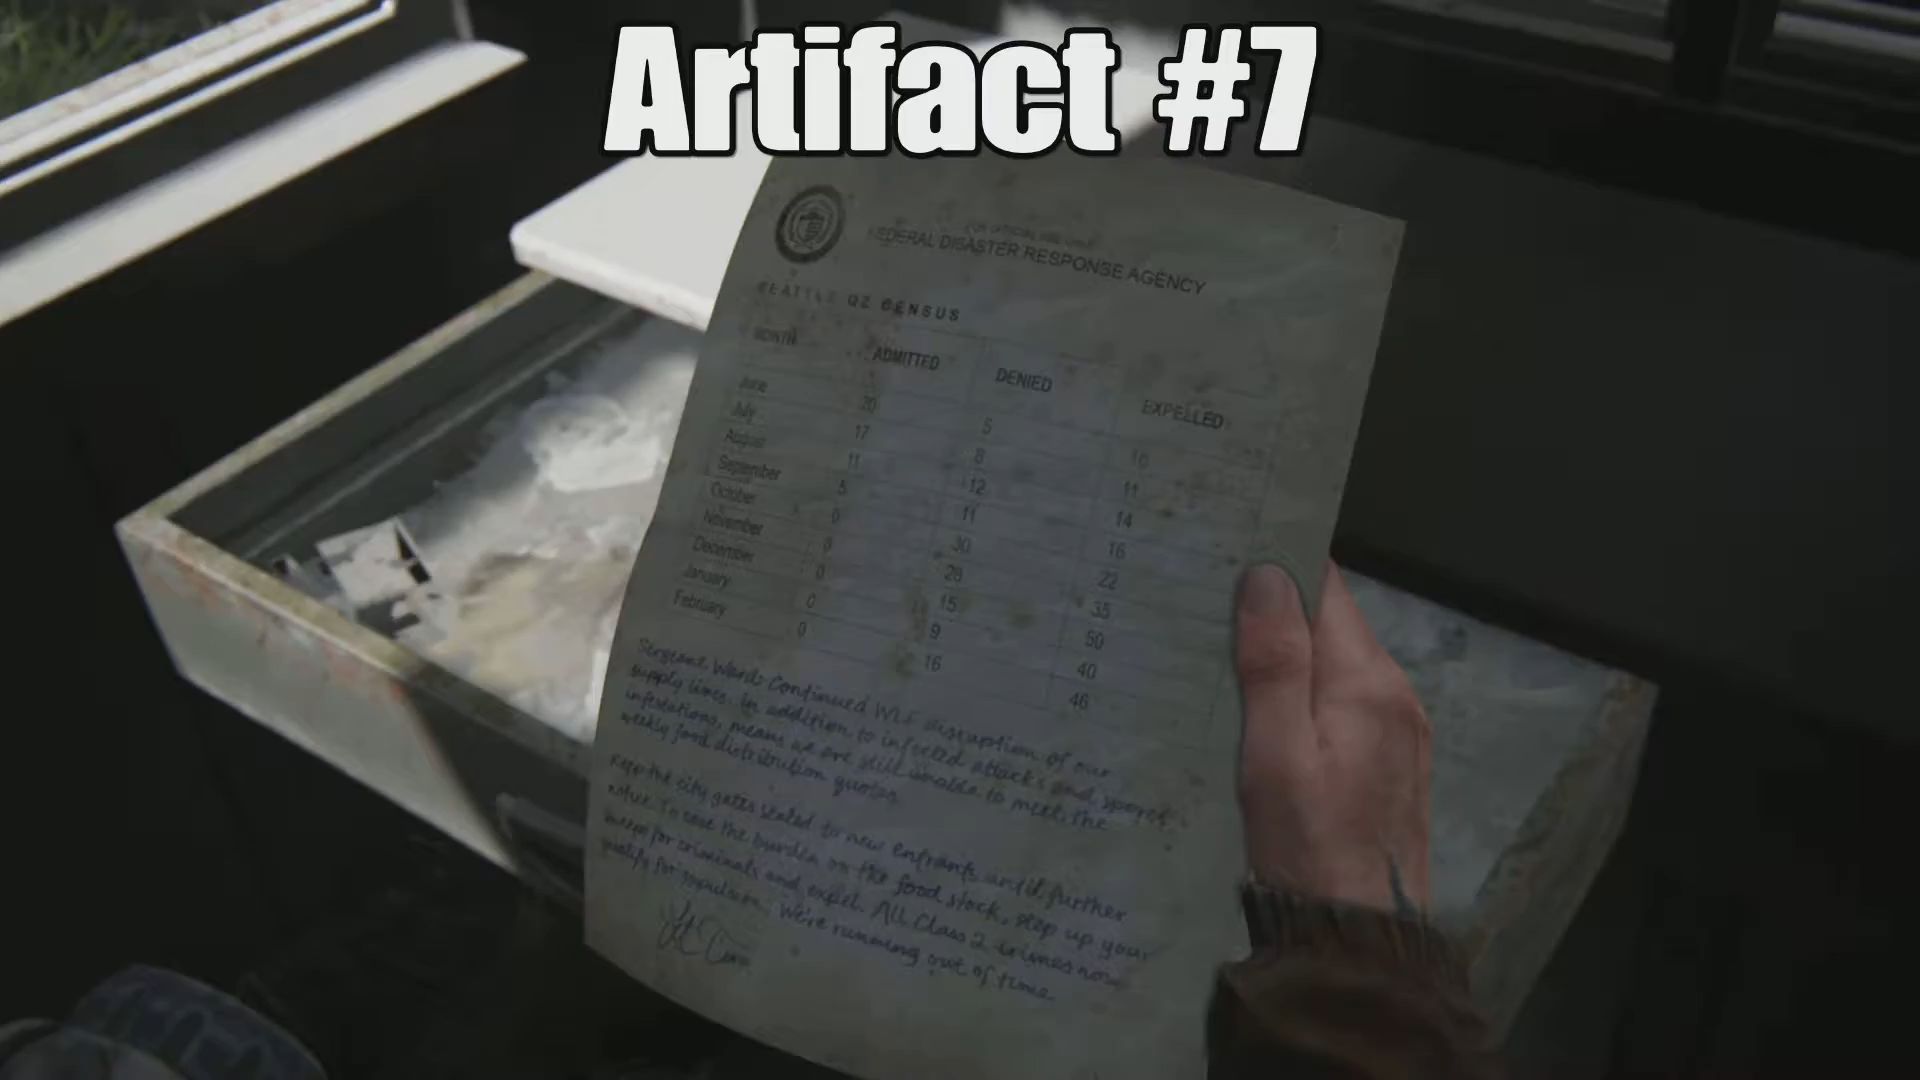 Artifact #7
FOR OFFICIAL USE ONLY
FEDERAL DISASTER RESPONSE AGENCY
SEATTLE QZ CENSUS
MONTH ADMITTED DENIED EXPELLED
June 20 5 10
July 17 8 11
August 11 12 14
September 5 11 16
October 0 30 22
November 0 28 35
December 0 15 50
January 0 9 40
February 0 16 46
Sergeant Ward: Continued WLF disruption of our
supply lines. In addition to infected attacks and spores
infestations, means we are still unable to meet the
weekly food distribution quotas
Keep the city gates sealed to new entrants until further
notice. To ease the burden on the food stock, step up your
for criminals and expel. All Class 2 crimes now
qualify for expulsion. We're running out of time.